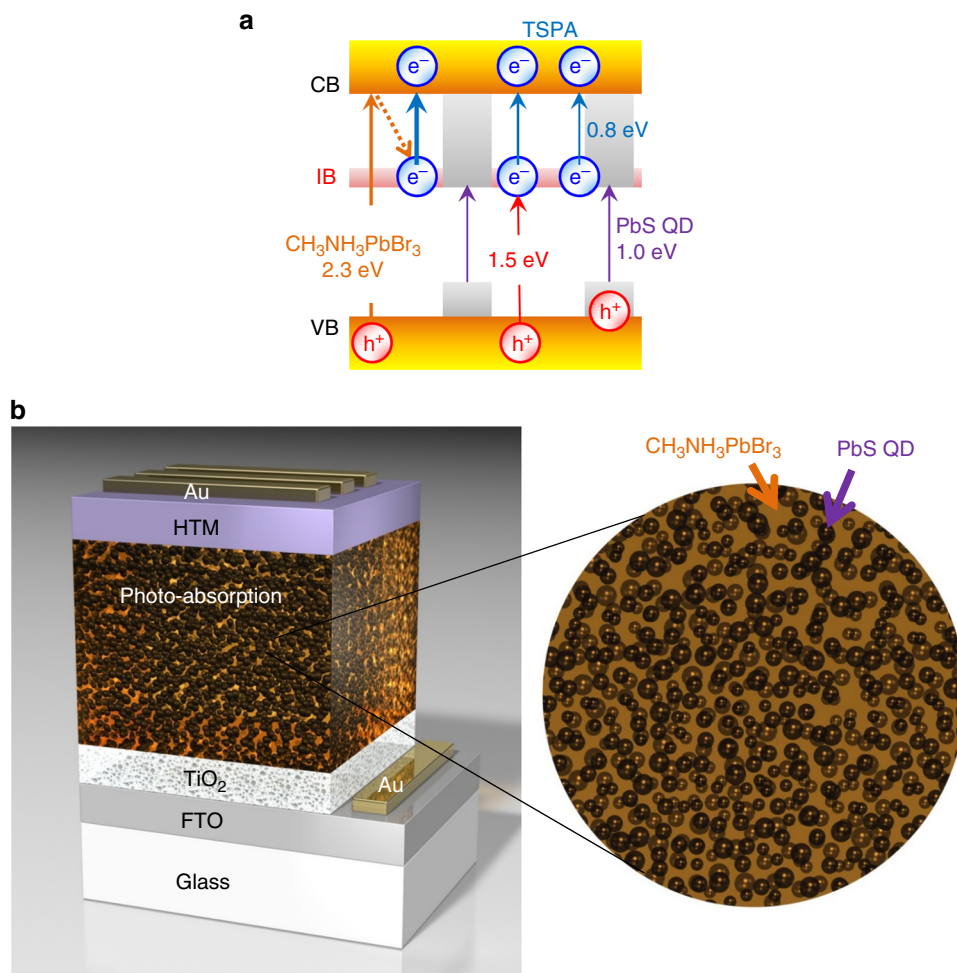 a
TSPA
e⁻ e⁻ e⁻
CB
0.8 eV
IB
e⁻ e⁻ e⁻
PbS QD
1.0 eV
CH₃NH₃PbBr₃
2.3 eV
1.5 eV
h⁺
VB
h⁺ h⁺
b
CH₃NH₃PbBr₃
PbS QD
Au
HTM
Photo-absorption
TiO₂
Au
FTO
Glass